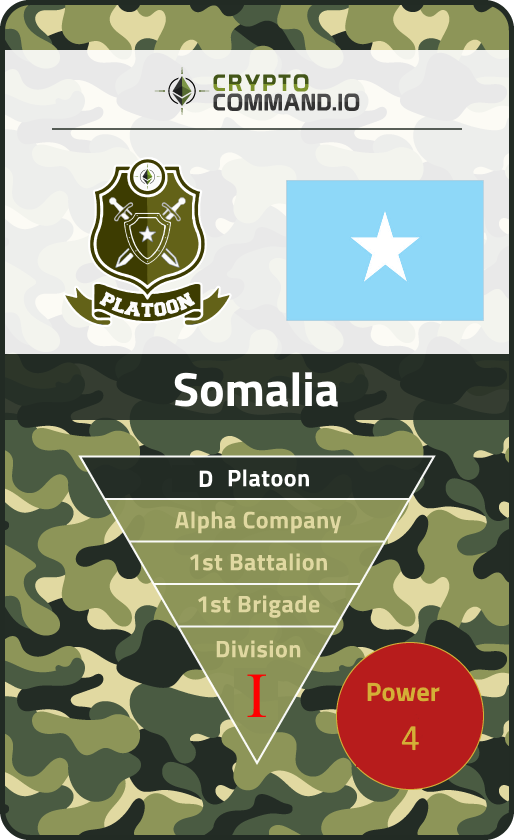 CRYPTO
COMMAND.IO
PLATOON
Somalia
D Platoon
Alpha Company
1st Battalion
1st Brigade
Division
I
Power
4